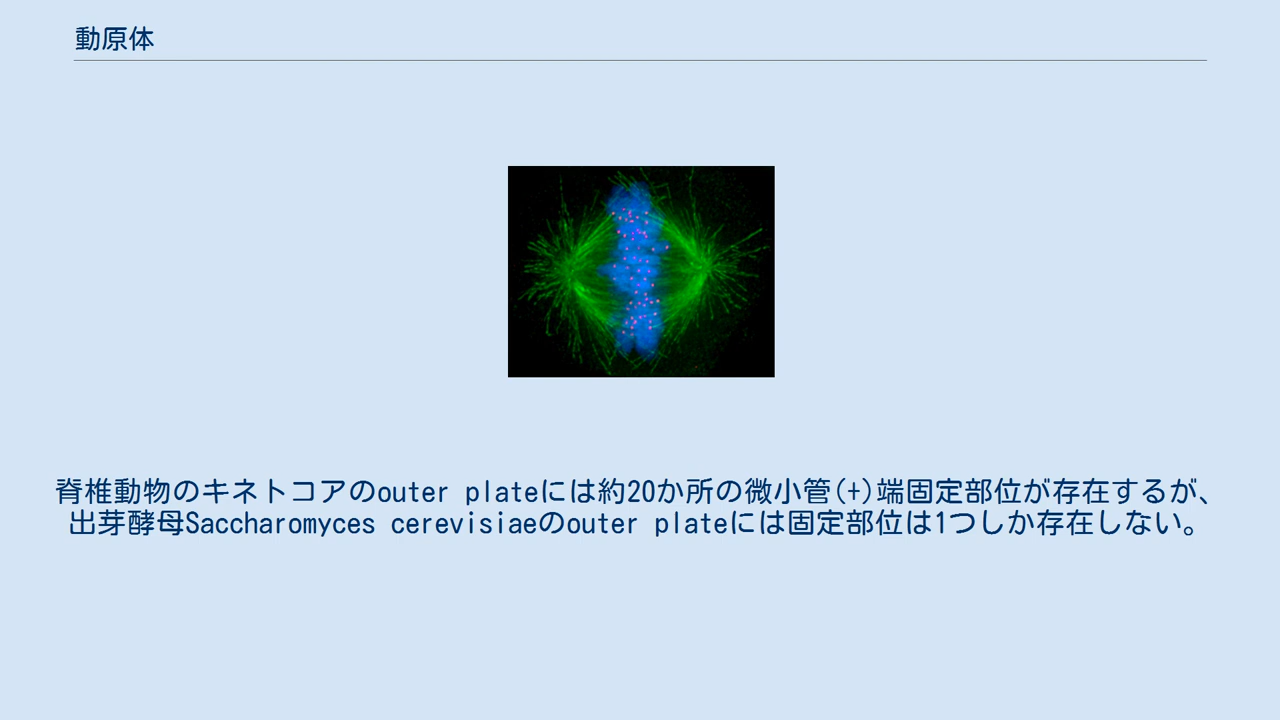 動原体
脊椎動物のキネトコアのouter plateには約20か所の微小管(+)端固定部位が存在するが、
出芽酵母Saccharomyces cerevisiaeのouter plateには固定部位は1つしか存在しない。